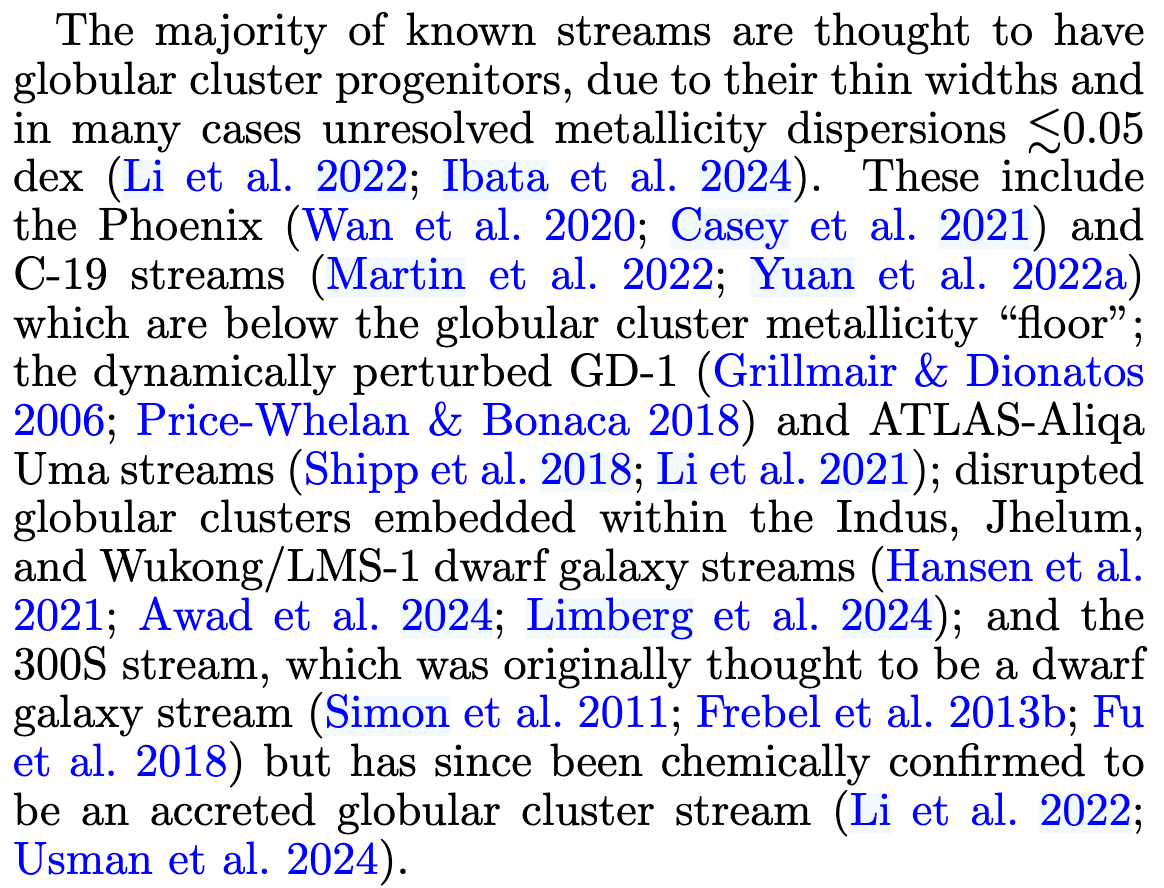 The majority of known streams are thought to have
globular cluster progenitors, due to their thin widths and
in many cases unresolved metallicity dispersions ≲0.05
dex (Li et al. 2022; Ibata et al. 2024). These include
the Phoenix (Wan et al. 2020; Casey et al. 2021) and
C-19 streams (Martin et al. 2022; Yuan et al. 2022a)
which are below the globular cluster metallicity “floor”;
the dynamically perturbed GD-1 (Grillmair & Dionatos
2006; Price-Whelan & Bonaca 2018) and ATLAS-Aliqa
Uma streams (Shipp et al. 2018; Li et al. 2021); disrupted
globular clusters embedded within the Indus, Jhelum,
and Wukong/LMS-1 dwarf galaxy streams (Hansen et al.
2021; Awad et al. 2024; Limberg et al. 2024); and the
300S stream, which was originally thought to be a dwarf
galaxy stream (Simon et al. 2011; Frebel et al. 2013b; Fu
et al. 2018) but has since been chemically confirmed to
be an accreted globular cluster stream (Li et al. 2022;
Usman et al. 2024).